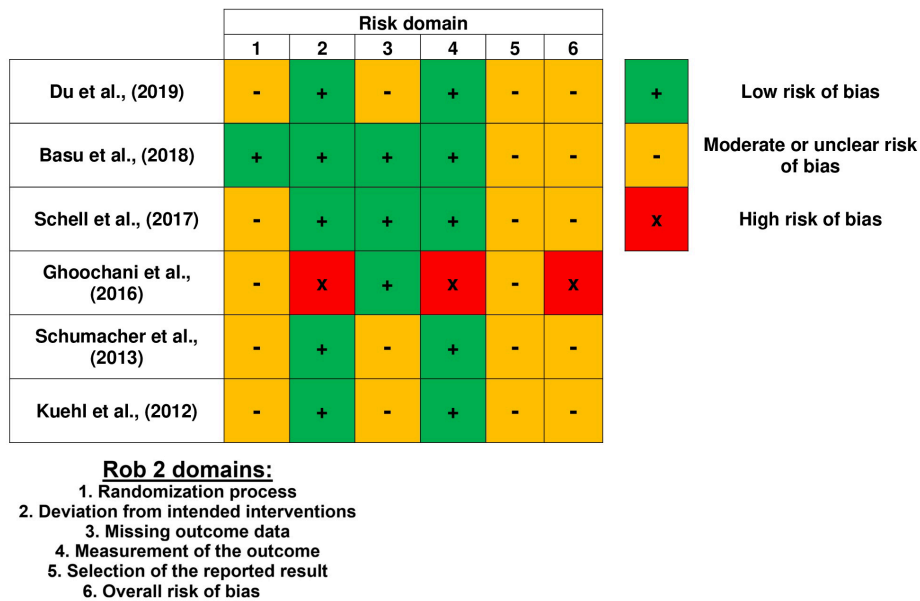 Risk domain
1 2 3 4 5 6
Du et al., (2019) - + - + - -
Basu et al., (2018) + + + + - -
Schell et al., (2017) - + + + - -
Ghoochani et al.,
(2016) - x + x - x
Schumacher et al.,
(2013) - + - + - -
Kuehl et al., (2012) - + - + - -
+ Low risk of bias
- Moderate or unclear risk
of bias
x High risk of bias
Rob 2 domains:
1. Randomization process
2. Deviation from intended interventions
3. Missing outcome data
4. Measurement of the outcome
5. Selection of the reported result
6. Overall risk of bias